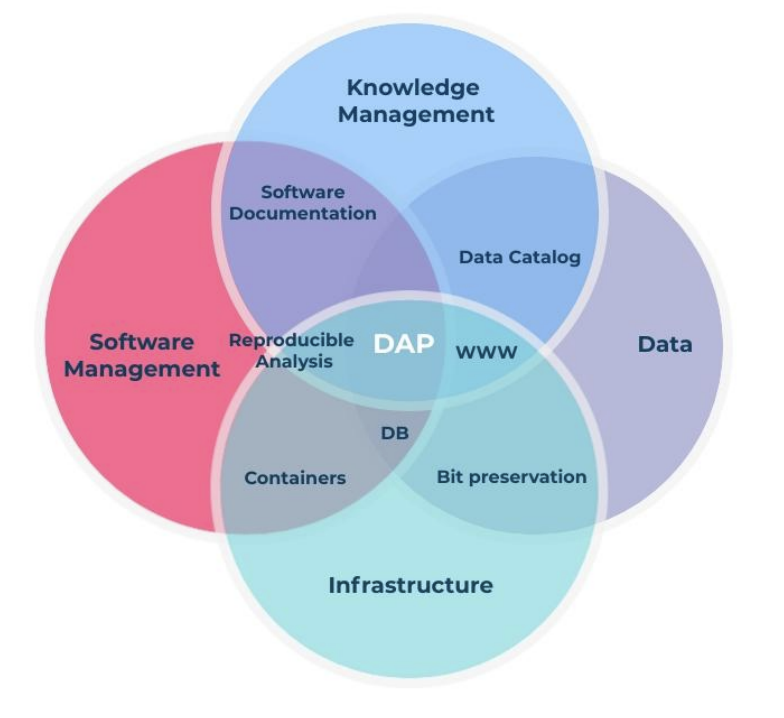 Knowledge
Management
Software
Documentation
Data Catalog
Software
Management
Reproducible
Analysis
DAP
WWW
Data
DB
Containers
Bit preservation
Infrastructure